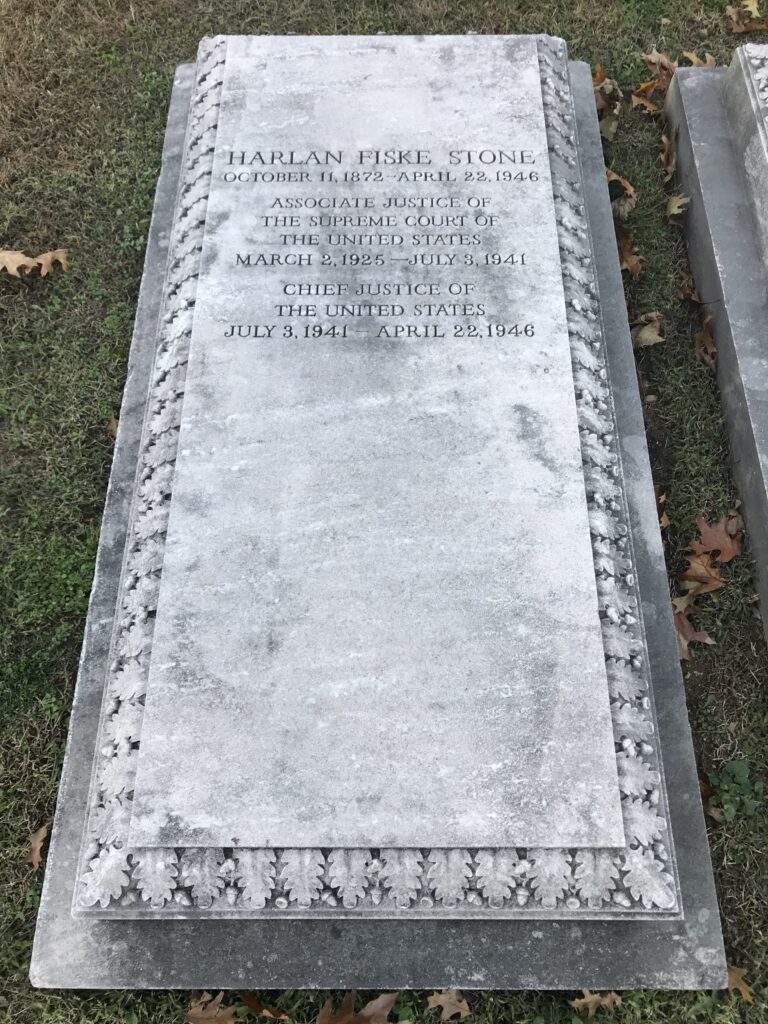 HARLAN FISKE STONE
OCTOBER 11, 1872–APRIL 22, 1946
ASSOCIATE JUSTICE OF
THE SUPREME COURT OF
THE UNITED STATES
MARCH 2, 1925—JULY 3, 1941
CHIEF JUSTICE OF
THE UNITED STATES
JULY 3, 1941 — APRIL 22, 1946